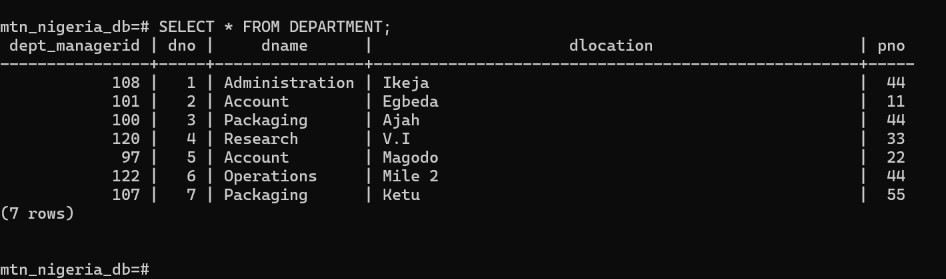 mtn_nigeria_db=# SELECT * FROM DEPARTMENT;
 dept_managerid | dno |     dname      |                     dlocation                      | pno
----------------+-----+----------------+----------------------------------------------------+-----
            108 |   1 | Administration | Ikeja                                              |  44
            101 |   2 | Account        | Egbeda                                             |  11
            100 |   3 | Packaging      | Ajah                                               |  44
            120 |   4 | Research       | V.I                                                |  33
             97 |   5 | Account        | Magodo                                             |  22
            122 |   6 | Operations     | Mile 2                                             |  44
            107 |   7 | Packaging      | Ketu                                               |  55
(7 rows)
mtn_nigeria_db=#